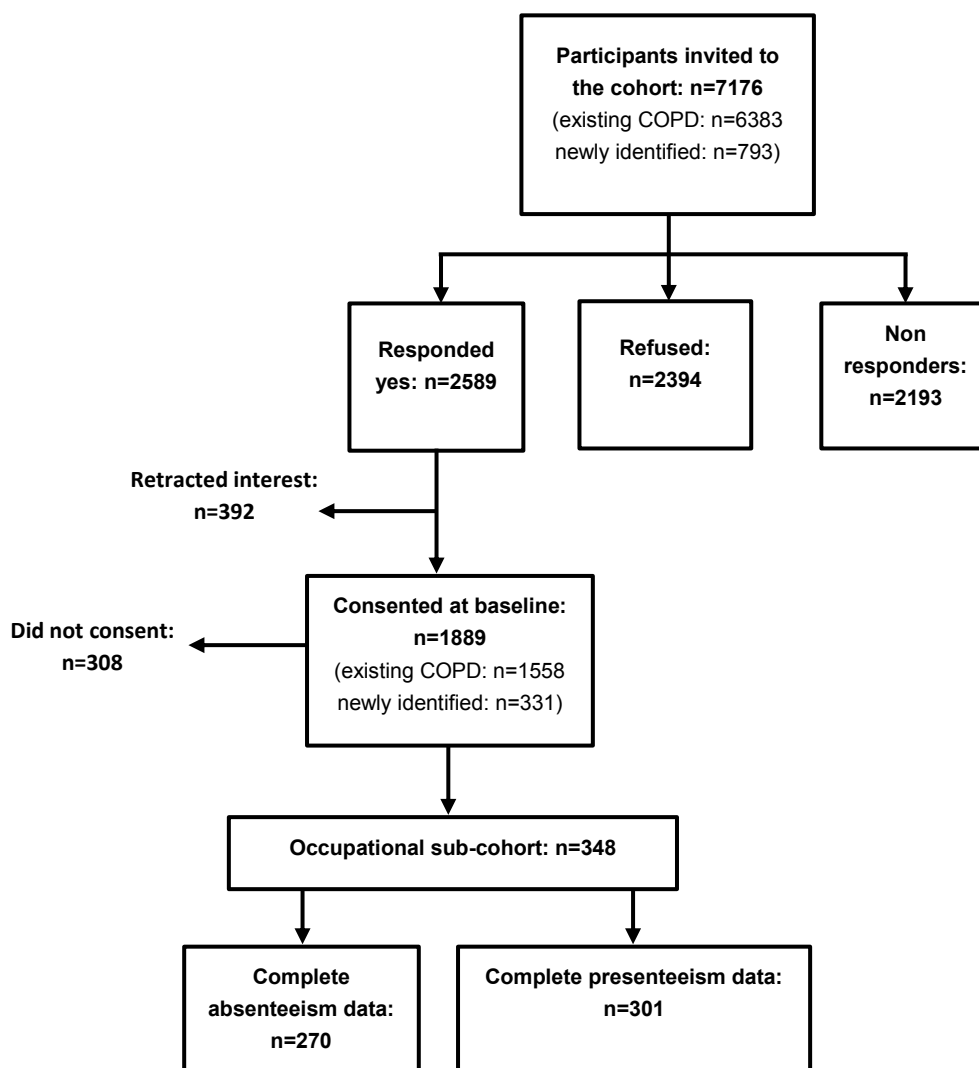 Participants invited to
the cohort: n=7176
(existing COPD: n=6383
newly identified: n=793)
Responded
yes: n=2589
Refused:
n=2394
Non
responders:
n=2193
Retracted interest:
n=392
Consented at baseline:
n=1889
(existing COPD: n=1558
newly identified: n=331)
Did not consent:
n=308
Occupational sub-cohort: n=348
Complete
absenteeism data:
n=270
Complete presenteeism data:
n=301